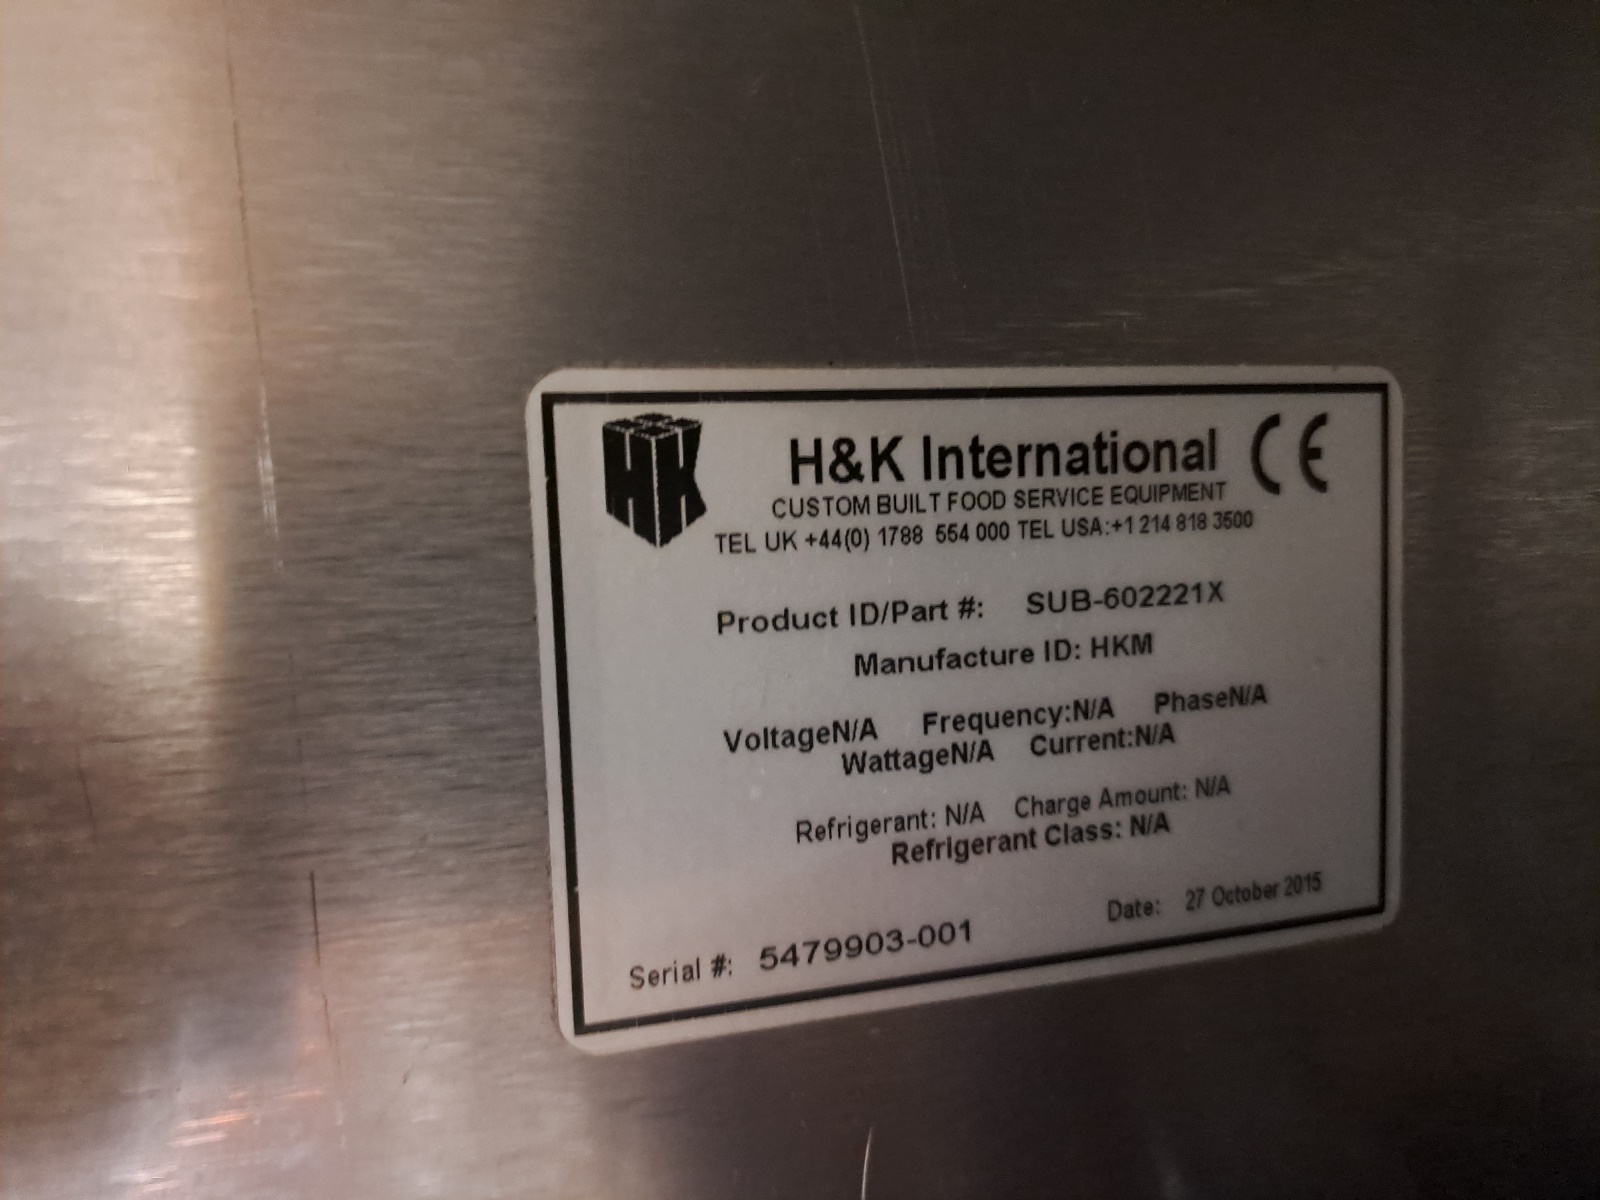 HK
H&K International CE
CUSTOM BUILT FOOD SERVICE EQUIPMENT
TEL UK +44(0) 1788 554 000 TEL USA:+1 214 818 3500
Product ID/Part #: SUB-602221X
Manufacture ID: HKM
VoltageN/A Frequency:N/A PhaseN/A
WattageN/A Current:N/A
Refrigerant: N/A Charge Amount: N/A
Refrigerant Class: N/A
Serial #: 5479903-001 Date: 27 October 2015